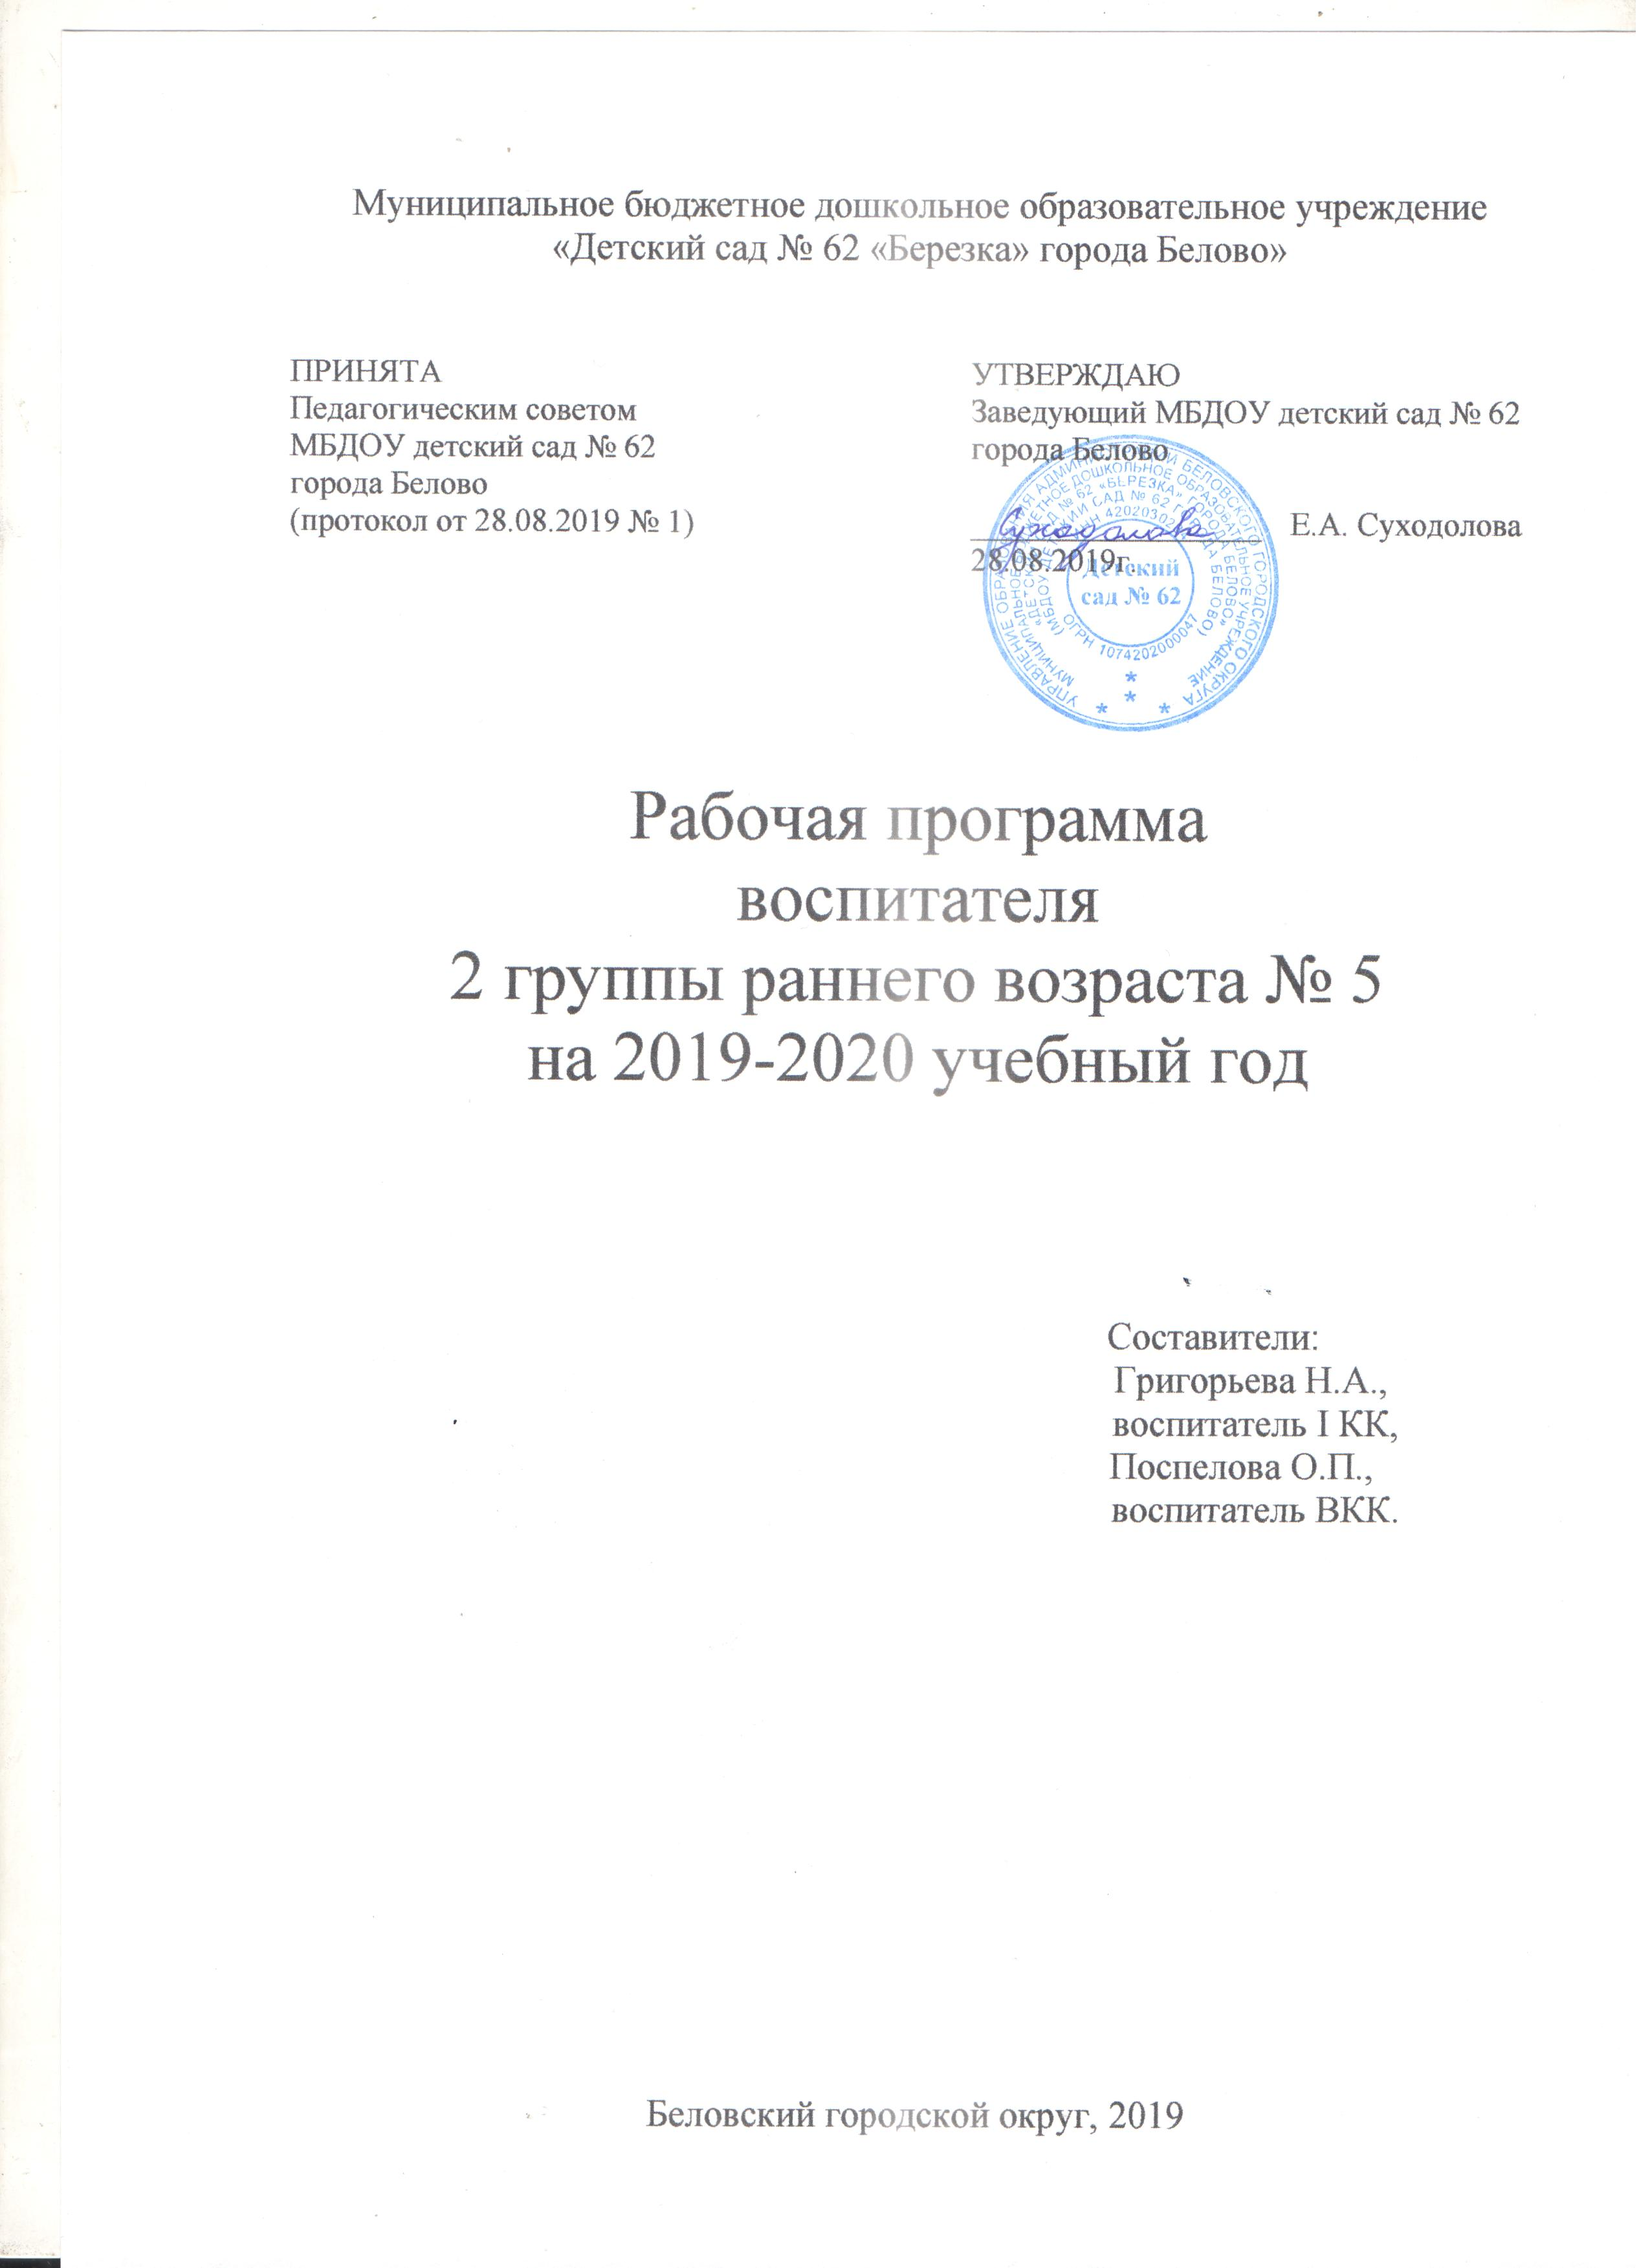 Муниципальное бюджетное дошкольное образовательное учреждение
«Детский сад № 62 «Березка» города Белово»
ПРИНЯТА
Педагогическим советом
МБДОУ детский сад № 62
города Белово
(протокол от 28.08.2019 № 1)
УТВЕРЖДАЮ
Заведующий МБДОУ детский сад № 62
города Белово
Суходолова Е.А. Суходолова
28.08.2019г.
Детский
сад № 62
ОГРН 1074202000047
Рабочая программа
воспитателя
2 группы раннего возраста № 5
на 2019-2020 учебный год
Составители:
Григорьева Н.А.,
воспитатель I КК,
Поспелова О.П.,
воспитатель ВКК.
Беловский городской округ, 2019